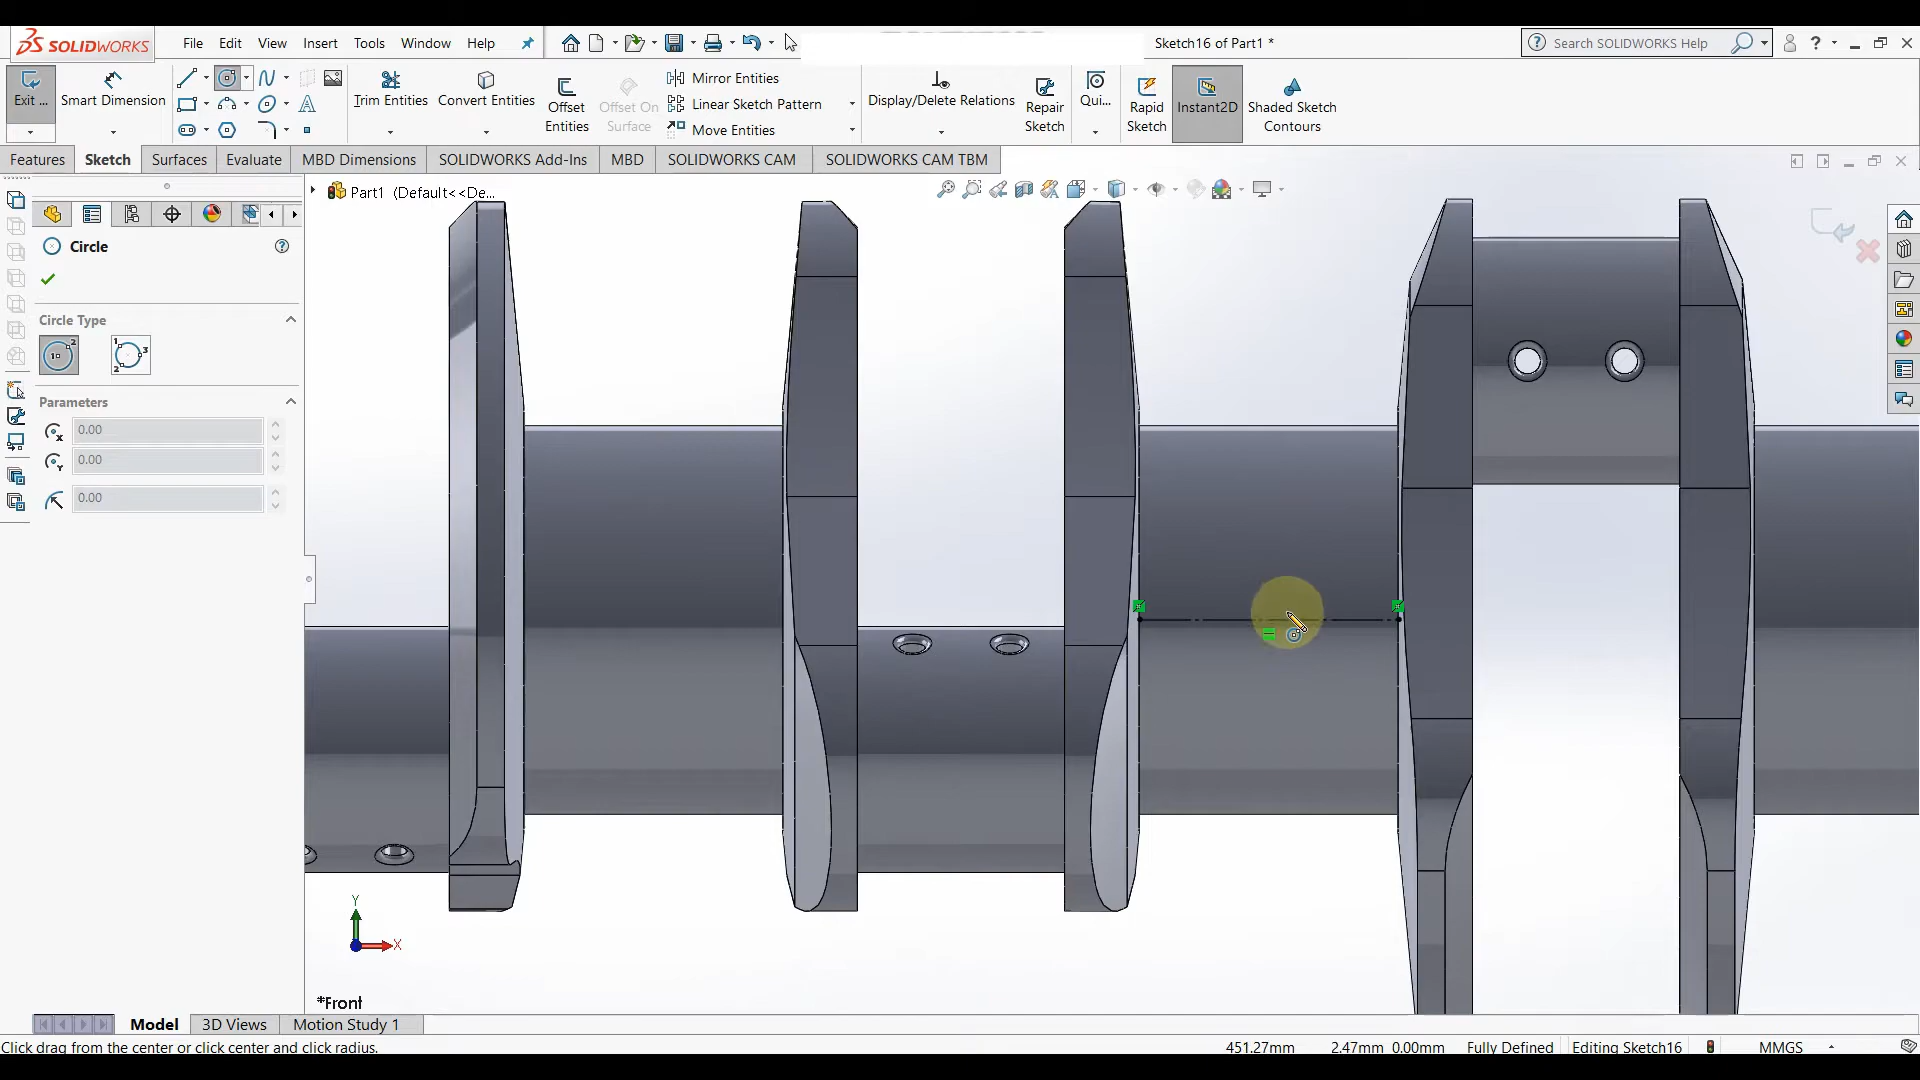 SOLIDWORKS File Edit View Insert Tools Window Help Sketch16 of Part1 * Search SOLIDWORKS Help
Exit ... Smart Dimension Trim Entities Convert Entities Offset Entities Offset On Surface Mirror Entities Linear Sketch Pattern Move Entities Display/Delete Relations Repair Sketch Qui... Rapid Sketch Instant2D Shaded Sketch Contours
Features Sketch Surfaces Evaluate MBD Dimensions SOLIDWORKS Add-Ins MBD SOLIDWORKS CAM SOLIDWORKS CAM TBM
Part1 (Default<<De...
Circle
Circle Type
Parameters
0.00
0.00
0.00
Y
X
*Front
Model 3D Views Motion Study 1
Click drag from the center or click center and click radius. 451.27mm 2.47mm 0.00mm Fully Defined Editing Sketch16 MMGS